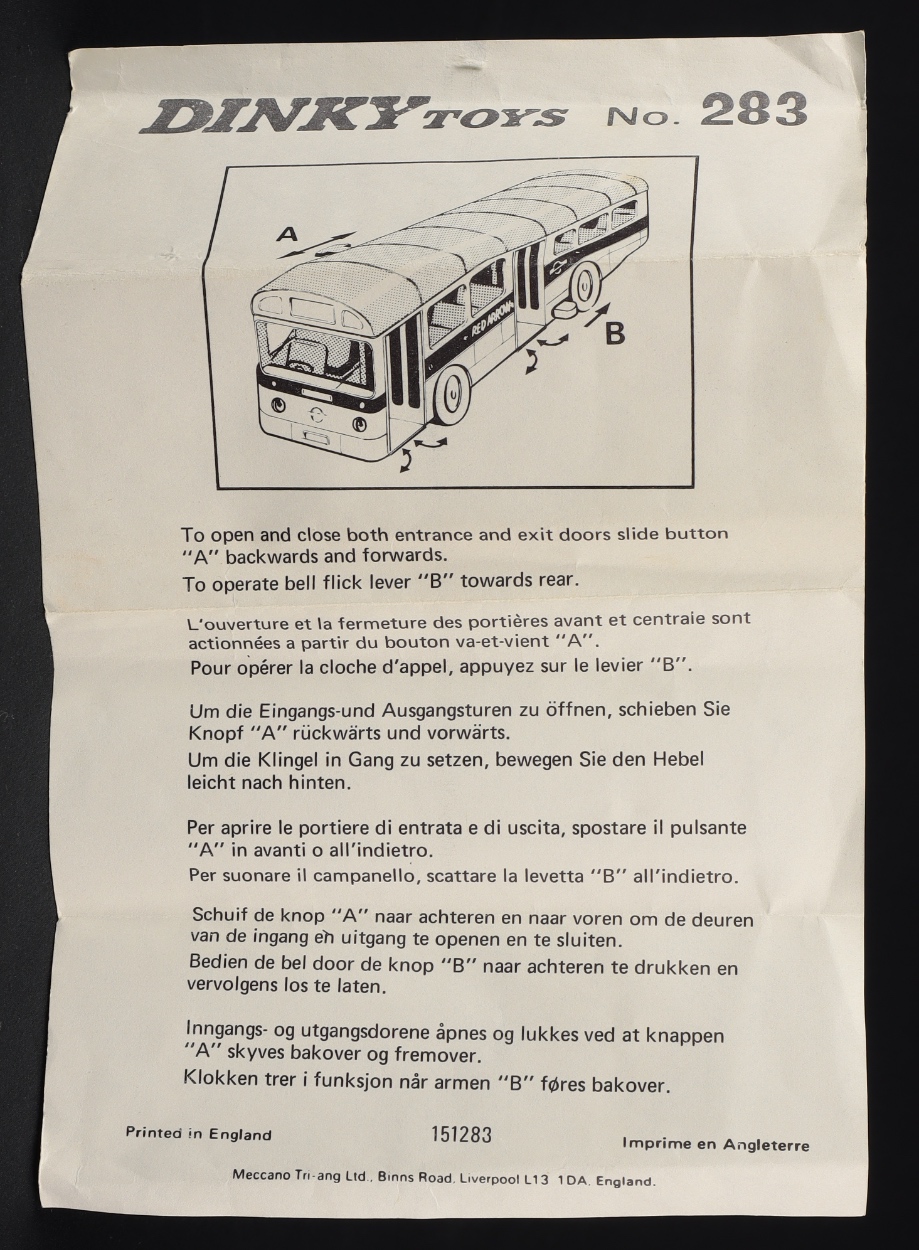 DINKY TOYS No. 283
A
RED ARROW
B
To open and close both entrance and exit doors slide button
"A" backwards and forwards.
To operate bell flick lever "B" towards rear.
L'ouverture et la fermeture des portières avant et centraie sont
actionnées a partir du bouton va-et-vient "A".
Pour opérer la cloche d'appel, appuyez sur le levier "B".
Um die Eingangs-und Ausgangsturen zu öffnen, schieben Sie
Knopf "A" rückwärts und vorwärts.
Um die Klingel in Gang zu setzen, bewegen Sie den Hebel
leicht nach hinten.
Per aprire le portiere di entrata e di uscita, spostare il pulsante
"A" in avanti o all'indietro.
Per suonare il campanello, scattare la levetta "B" all'indietro.
Schuif de knop "A" naar achteren en naar voren om de deuren
van de ingang en uitgang te openen en te sluiten.
Bedien de bel door de knop "B" naar achteren te drukken en
vervolgens los te laten.
Inngangs- og utgangsdorene åpnes og lukkes ved at knappen
"A" skyves bakover og fremover.
Klokken trer i funksjon når armen "B" føres bakover.
Printed in England 151283 Imprime en Angleterre
Meccano Tri-ang Ltd., Binns Road, Liverpool L13 1DA, England.